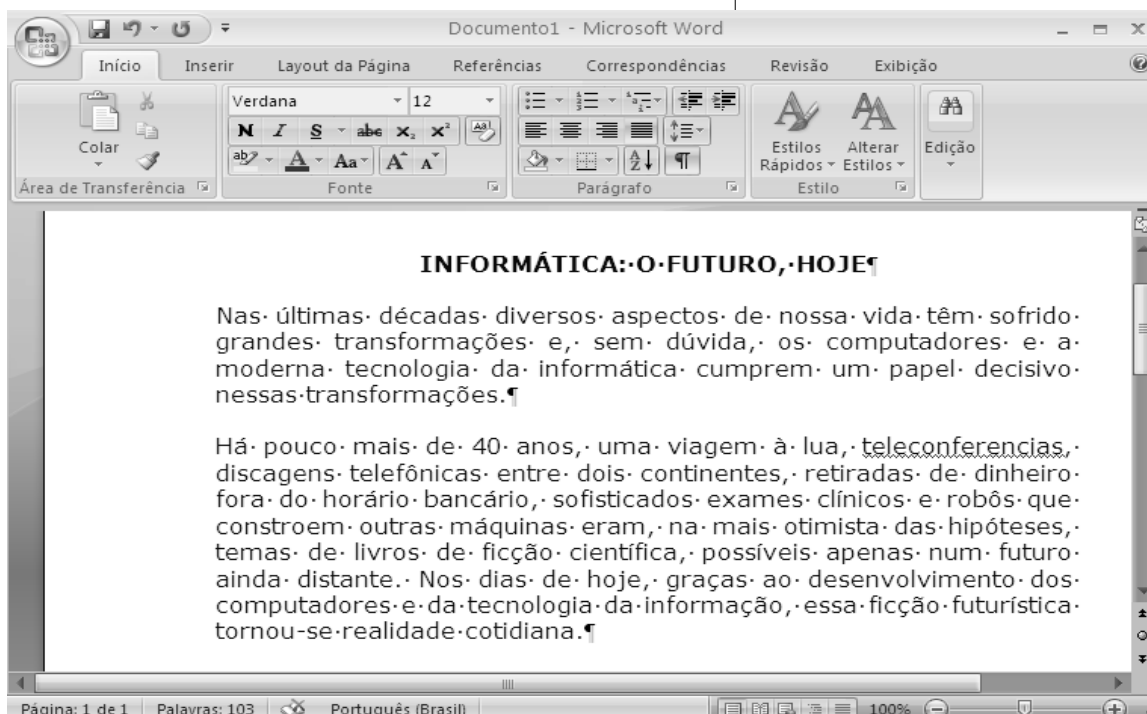 Documento1 - Microsoft Word
Início Inserir Layout da Página Referências Correspondências Revisão Exibição
Verdana 12
Colar
N I S abc X₂ X²
Estilos Rápidos
Alterar Estilos
Edição
ab A Aa A A
Área de Transferência Fonte Parágrafo Estilo
INFORMÁTICA:·O·FUTURO,·HOJE¶
Nas· últimas· décadas· diversos· aspectos· de· nossa· vida· têm· sofrido·
grandes· transformações· e,· sem· dúvida,· os· computadores· e· a·
moderna· tecnologia· da· informática· cumprem· um· papel· decisivo·
nessas·transformações.¶
Há· pouco· mais· de· 40· anos,· uma· viagem· à· lua,· teleconferencias,·
discagens· telefônicas· entre· dois· continentes,· retiradas· de· dinheiro·
fora· do· horário· bancário,· sofisticados· exames· clínicos· e· robôs· que·
constroem· outras· máquinas· eram,· na· mais· otimista· das· hipóteses,·
temas· de· livros· de· ficção· científica,· possíveis· apenas· num· futuro·
ainda· distante.· Nos· dias· de· hoje,· graças· ao· desenvolvimento· dos·
computadores·e·da·tecnologia·da·informação,·essa·ficção·futurística·
tornou-se·realidade·cotidiana.¶
Página: 1 de 1 Palavras: 103 Português (Brasil) 100%